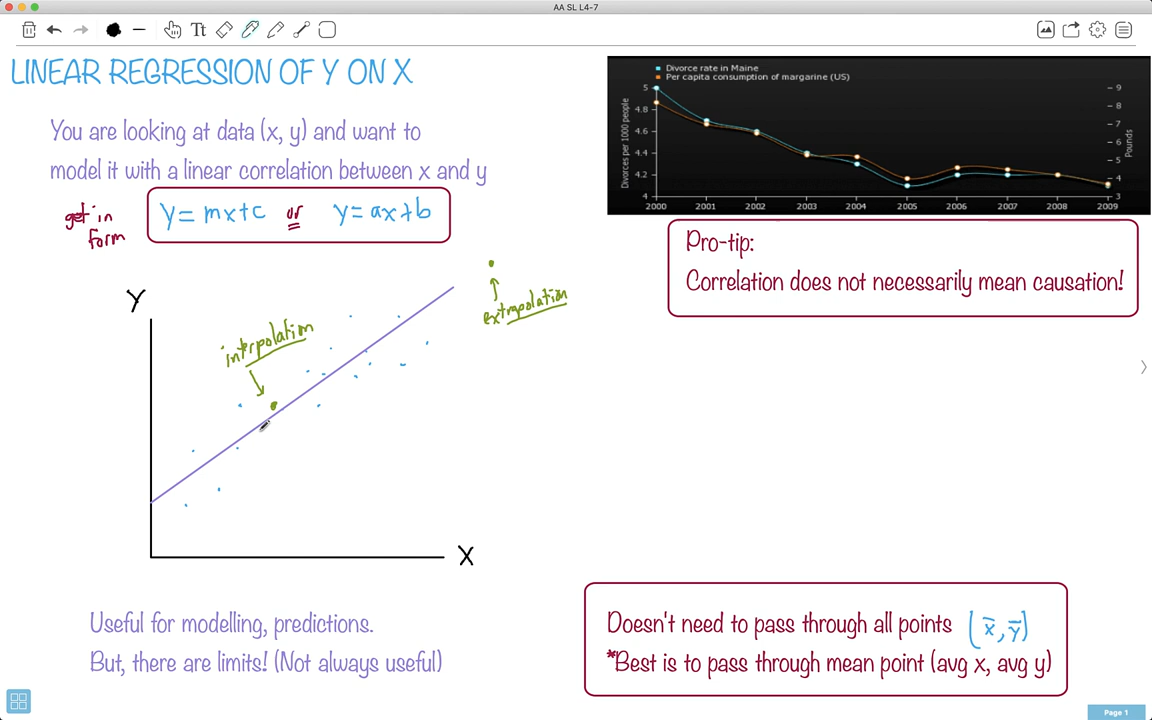 AA SL L4-7
Tt
LINEAR REGRESSION OF Y ON X
You are looking at data (x, y) and want to
model it with a linear correlation between x and y
get in
form
y = mx+c or y = ax+b
Y
interpolation
extrapolation
X
Useful for modelling, predictions.
But, there are limits! (Not always useful)
Divorce rate in Maine
Per capita consumption of margarine (US)
Divorces per 1000 people
5
4.8
4.6
4.4
4.2
4
9
8
7
6
5
4
3
Pounds
2000 2001 2002 2003 2004 2005 2006 2007 2008 2009
Pro-tip:
Correlation does not necessarily mean causation!
Doesn't need to pass through all points (x̄, ȳ)
*Best is to pass through mean point (avg x, avg y)
Page 1